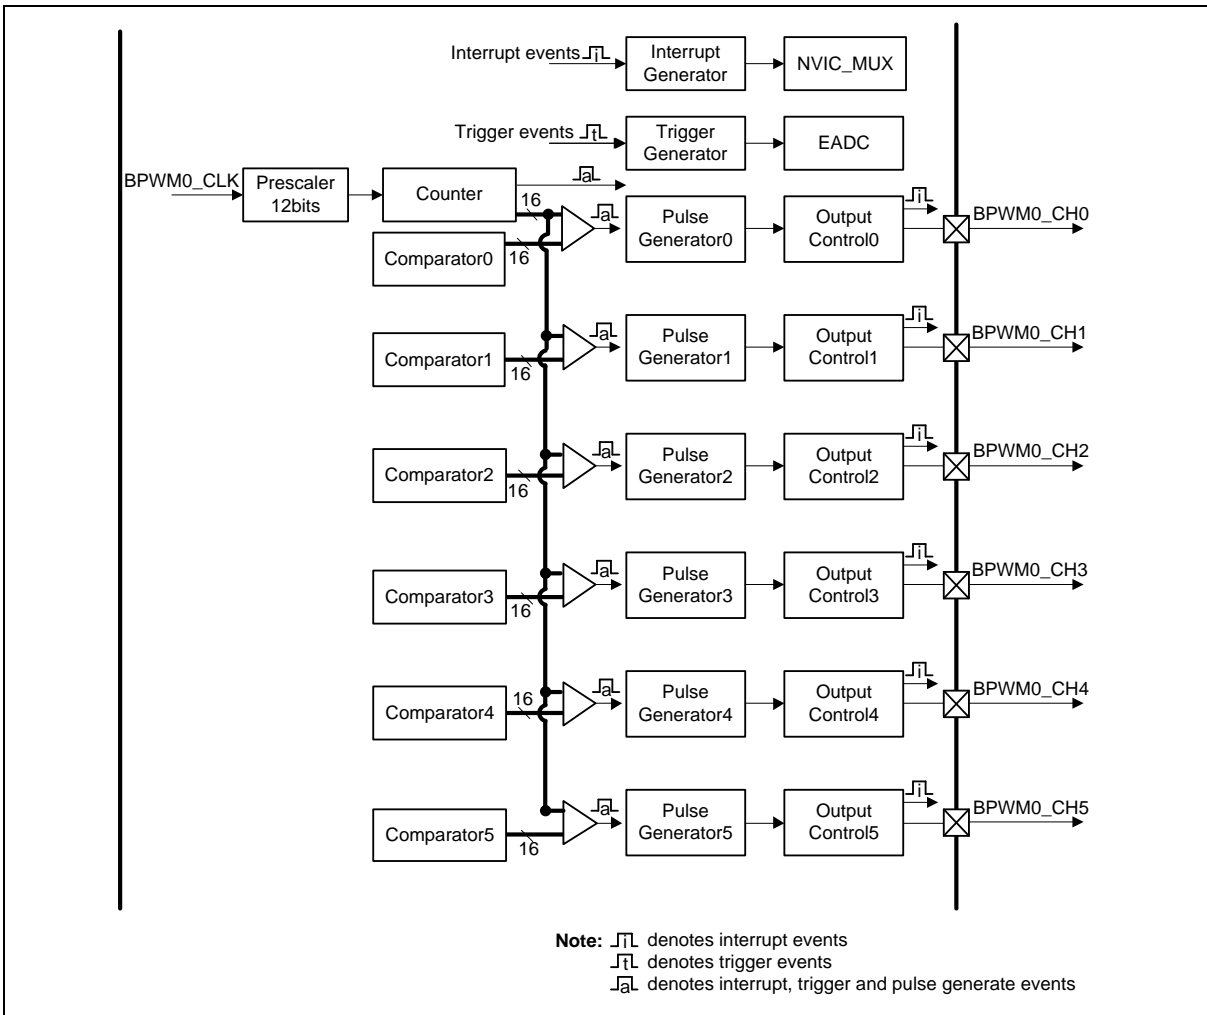 Interrupt events i
Interrupt
Generator
NVIC_MUX
Trigger events t
Trigger
Generator
EADC
BPWM0_CLK
Prescaler
12bits
Counter
a
16
a
Pulse
Generator0
Output
Control0
i
BPWM0_CH0
Comparator0
16
Comparator1
16
a
Pulse
Generator1
Output
Control1
i
BPWM0_CH1
Comparator2
16
a
Pulse
Generator2
Output
Control2
i
BPWM0_CH2
Comparator3
16
a
Pulse
Generator3
Output
Control3
i
BPWM0_CH3
Comparator4
16
a
Pulse
Generator4
Output
Control4
i
BPWM0_CH4
Comparator5
16
a
Pulse
Generator5
Output
Control5
i
BPWM0_CH5
Note: i denotes interrupt events
t denotes trigger events
a denotes interrupt, trigger and pulse generate events